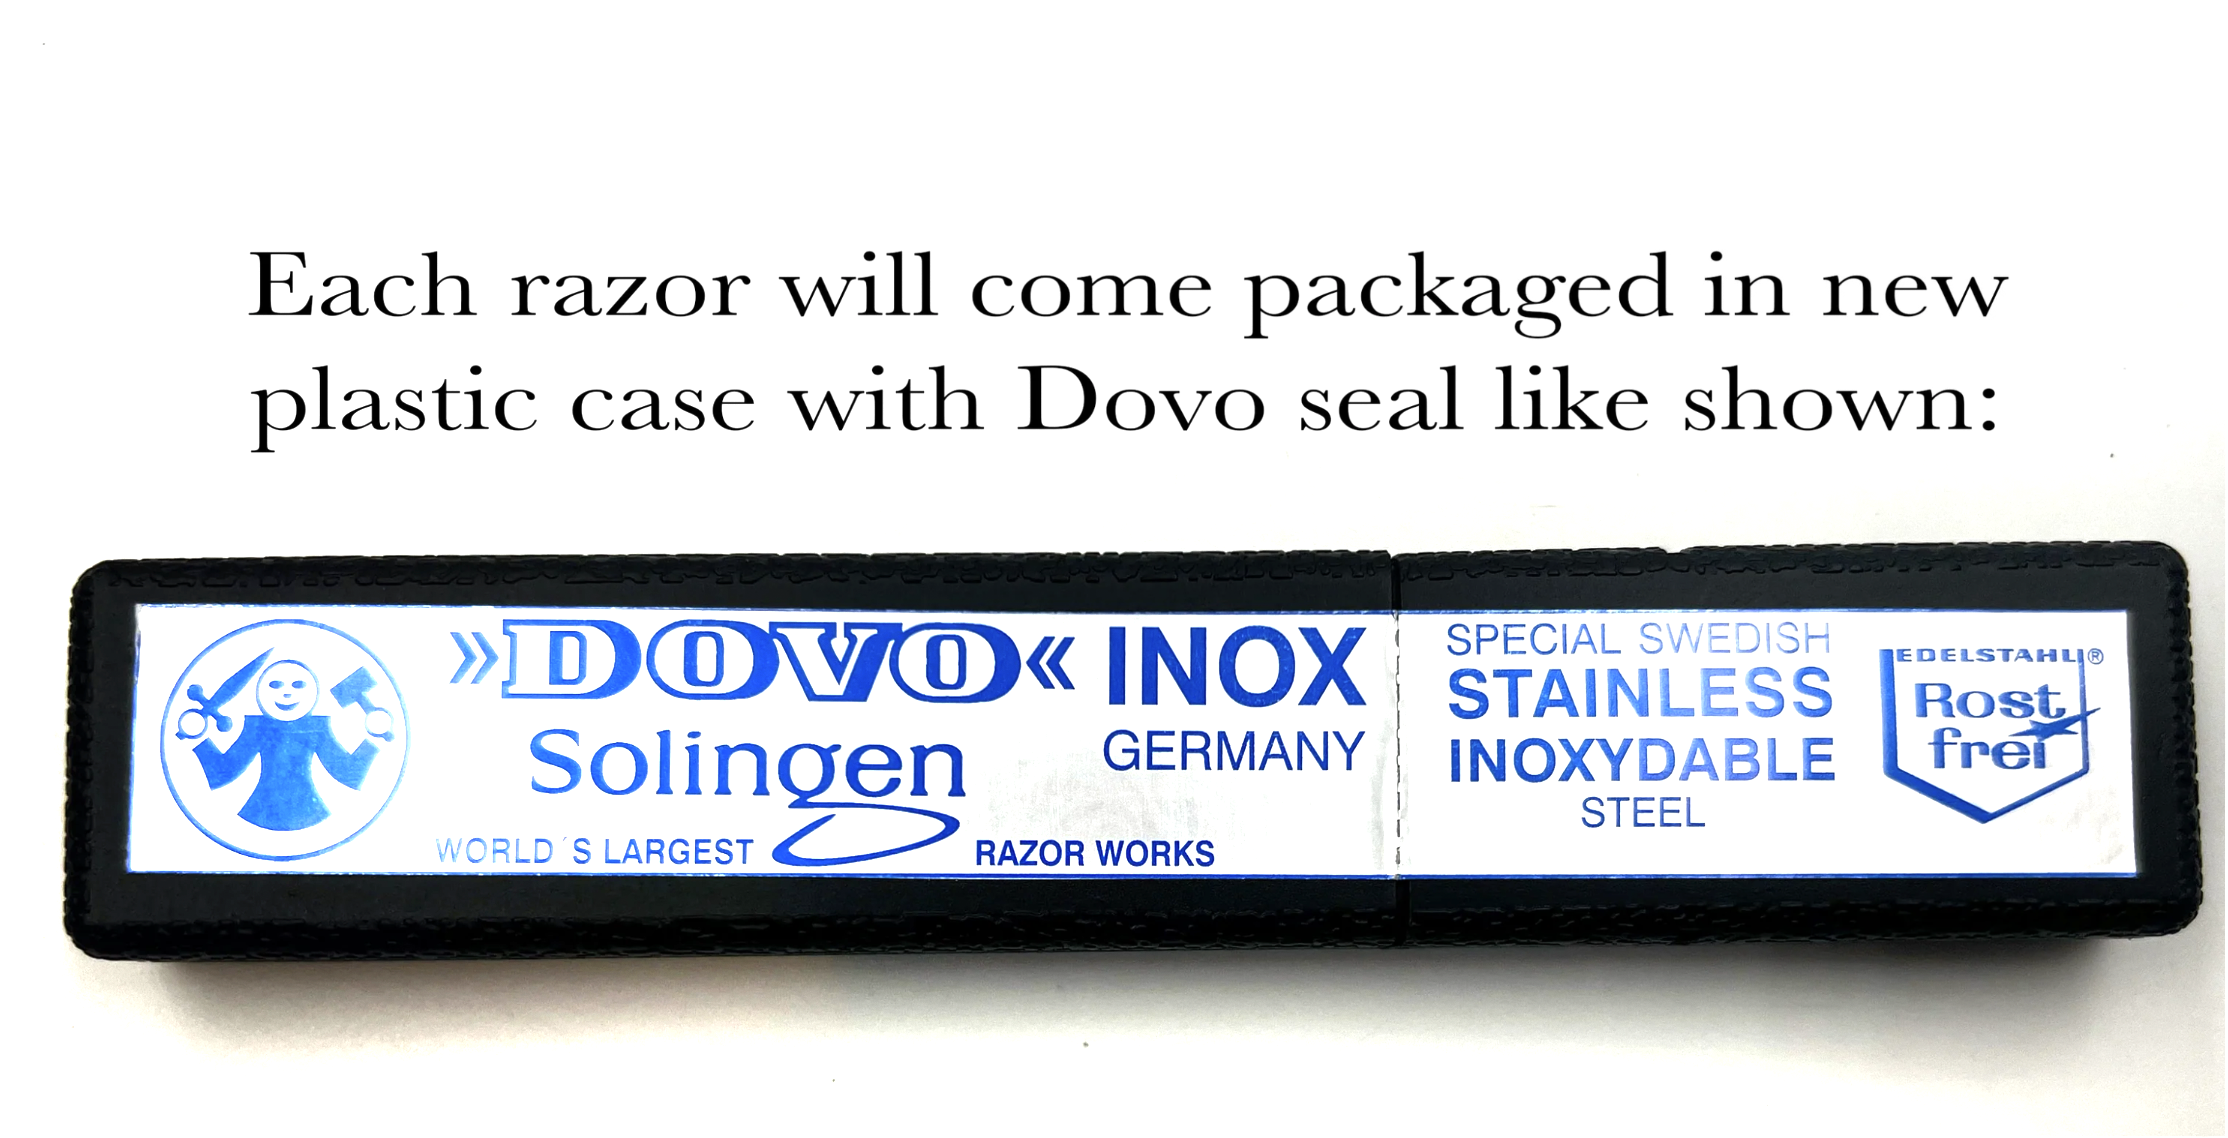 Each razor will come packaged in new
plastic case with Dovo seal like shown:
»DOVO« INOX
Solingen GERMANY
WORLD´S LARGEST RAZOR WORKS
SPECIAL SWEDISH
STAINLESS
INOXYDABLE
STEEL
EDELSTAHL®
Rost
frei